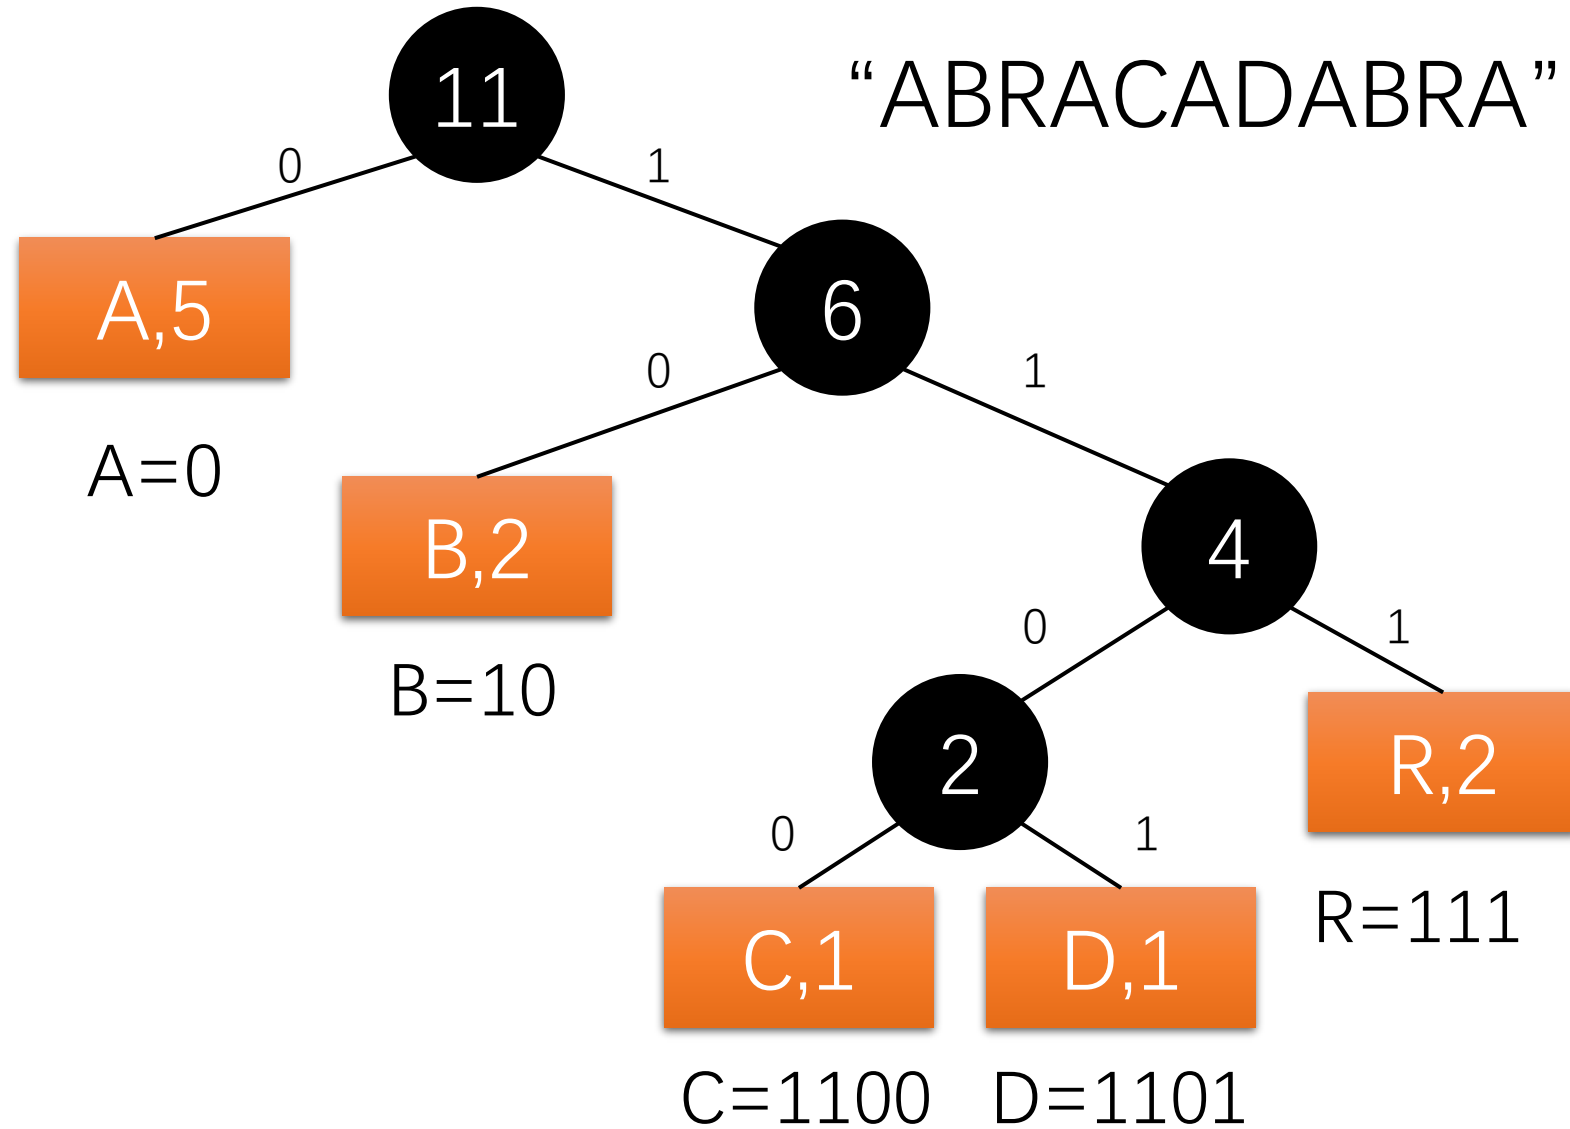 11
“ABRACADABRA”
0
1
A,5
6
0
1
A=0
B,2
4
B=10
0
1
2
R,2
0
1
R=111
C,1
D,1
C=1100
D=1101